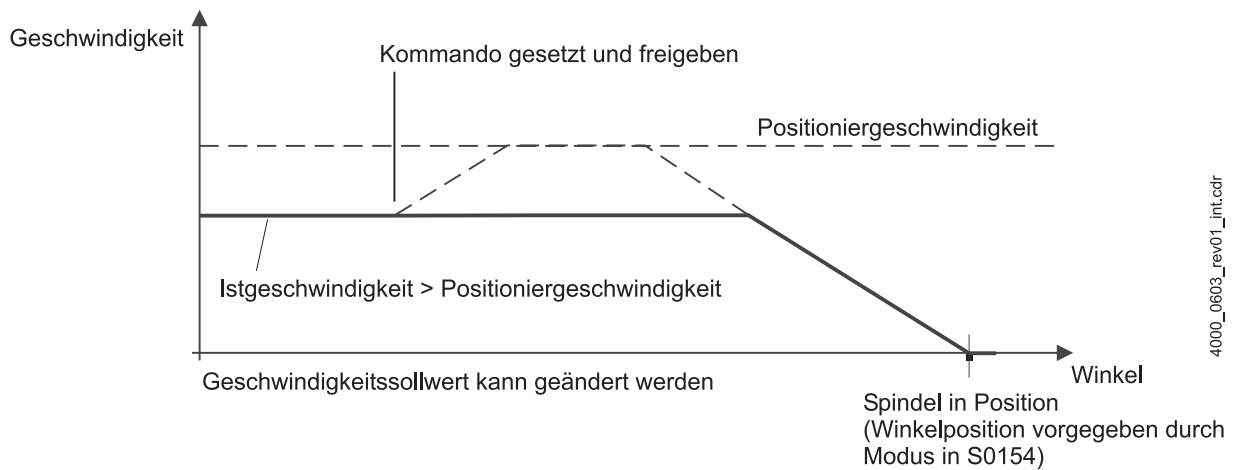 Geschwindigkeit
Kommando gesetzt und freigeben
Positioniergeschwindigkeit
Istgeschwindigkeit > Positioniergeschwindigkeit
Geschwindigkeitssollwert kann geändert werden
Winkel
Spindel in Position
(Winkelposition vorgegeben durch
Modus in S0154)
4000_0603_rev01_int.cdr